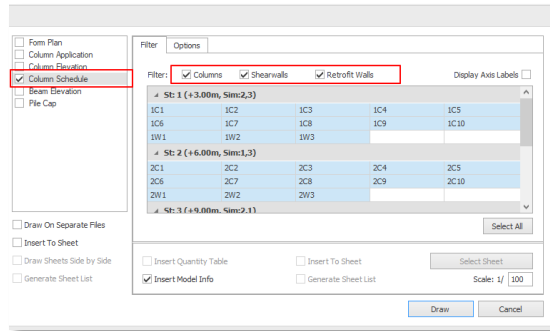 Form Plan
Column Application
Column Elevation
Column Schedule
Beam Elevation
Pile Cap
Draw On Separate Files
Insert To Sheet
Draw Sheets Side by Side
Generate Sheet List
Filter Options
Filter: Columns Shearwalls Retrofit Walls Display Axis Labels
St: 1 (+3.00m, Sim:2,3)
1C1 1C2 1C3 1C4 1C5
1C6 1C7 1C8 1C9 1C10
1W1 1W2 1W3
St: 2 (+6.00m, Sim:1,3)
2C1 2C2 2C3 2C4 2C5
2C6 2C7 2C8 2C9 2C10
2W1 2W2 2W3
St: 3 (+9.00m, Sim:2,1)
Select All
Insert Quantity Table Insert To Sheet Select Sheet
Insert Model Info Generate Sheet List Scale: 1/ 100
Draw Cancel